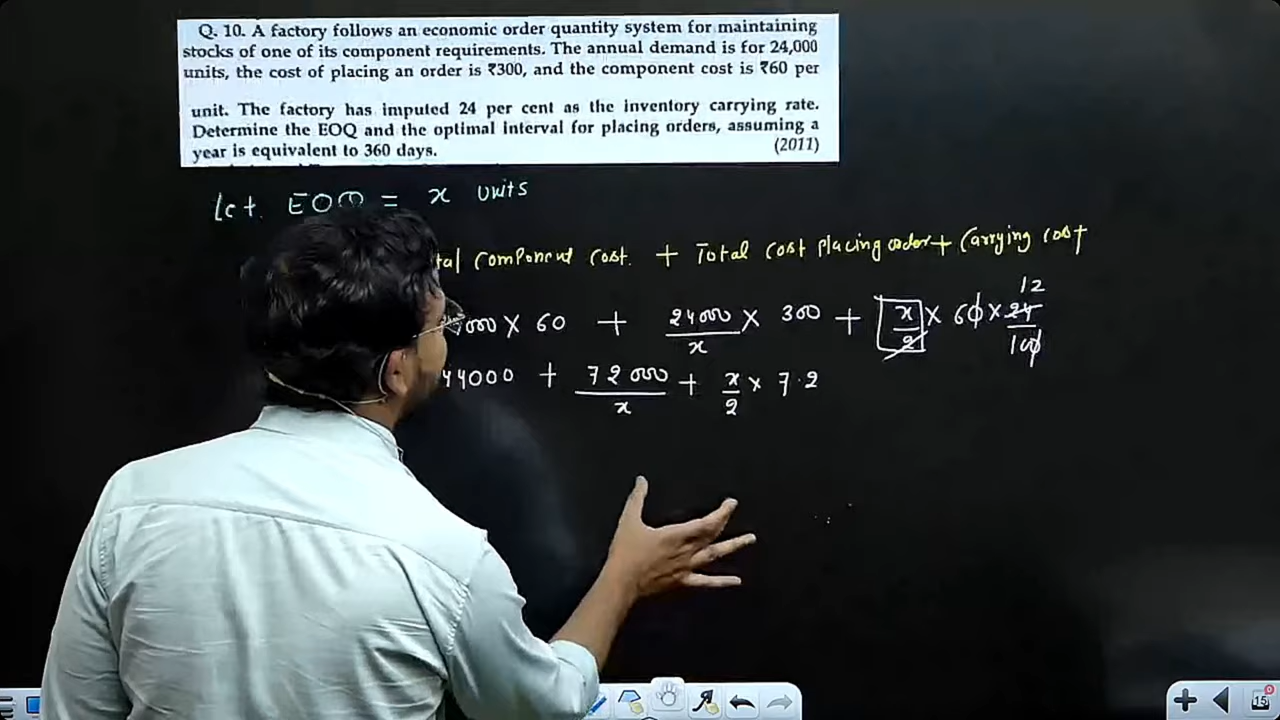 Q. 10. A factory follows an economic order quantity system for maintaining
stocks of one of its component requirements. The annual demand is for 24,000
units, the cost of placing an order is ₹300, and the component cost is ₹60 per
unit. The factory has imputed 24 per cent as the inventory carrying rate.
Determine the EOQ and the optimal interval for placing orders, assuming a
year is equivalent to 360 days. (2011)
let EOQ = x units
tal component cost. + Total cost placing order + Carrying cost
000 × 60 + 24000/x × 300 + x/2 × 60 × 24/100
12
44000 + 72000/x + x/2 × 7.2
15